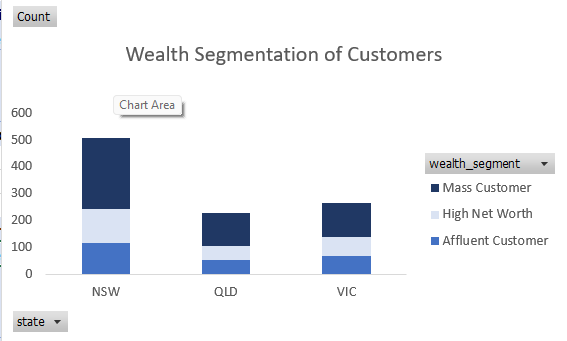 Count
Wealth Segmentation of Customers
Chart Area
600
500
400
300
200
100
0
NSW
QLD
VIC
wealth_segment
Mass Customer
High Net Worth
Affluent Customer
state